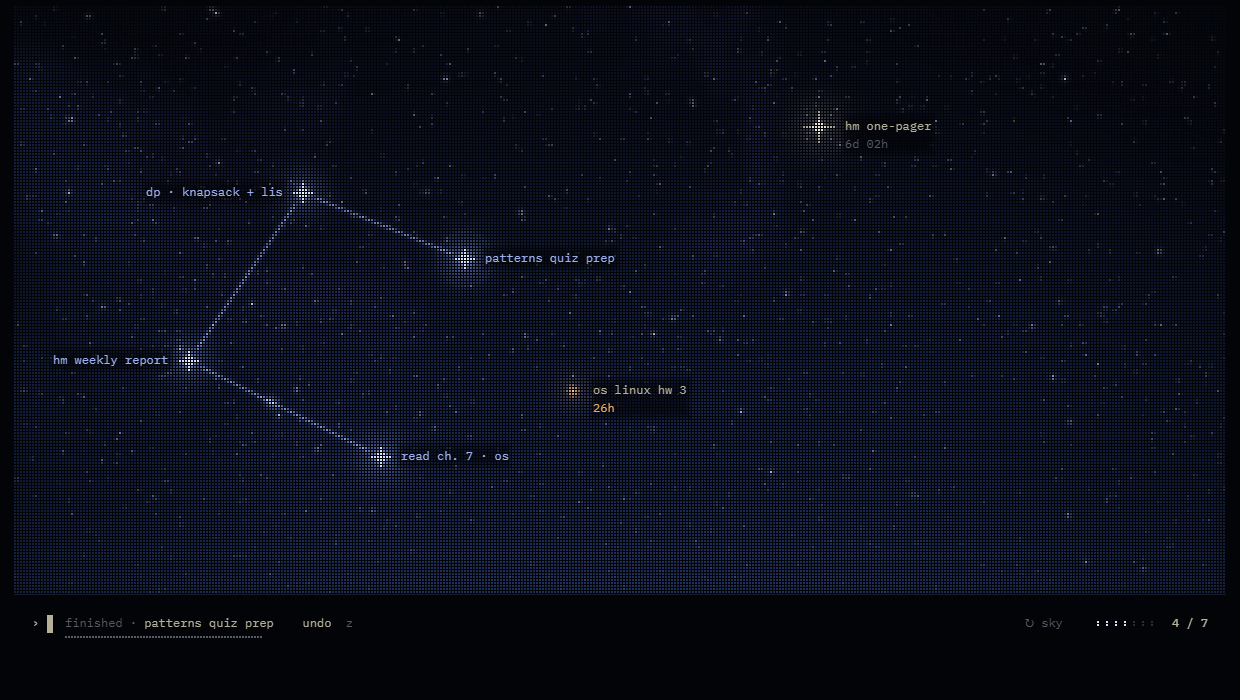 hm one-pager
6d 02h
dp · knapsack + lis
patterns quiz prep
hm weekly report
os linux hw 3
26h
read ch. 7 · os
› finished · patterns quiz prep undo z
↻ sky 4 / 7